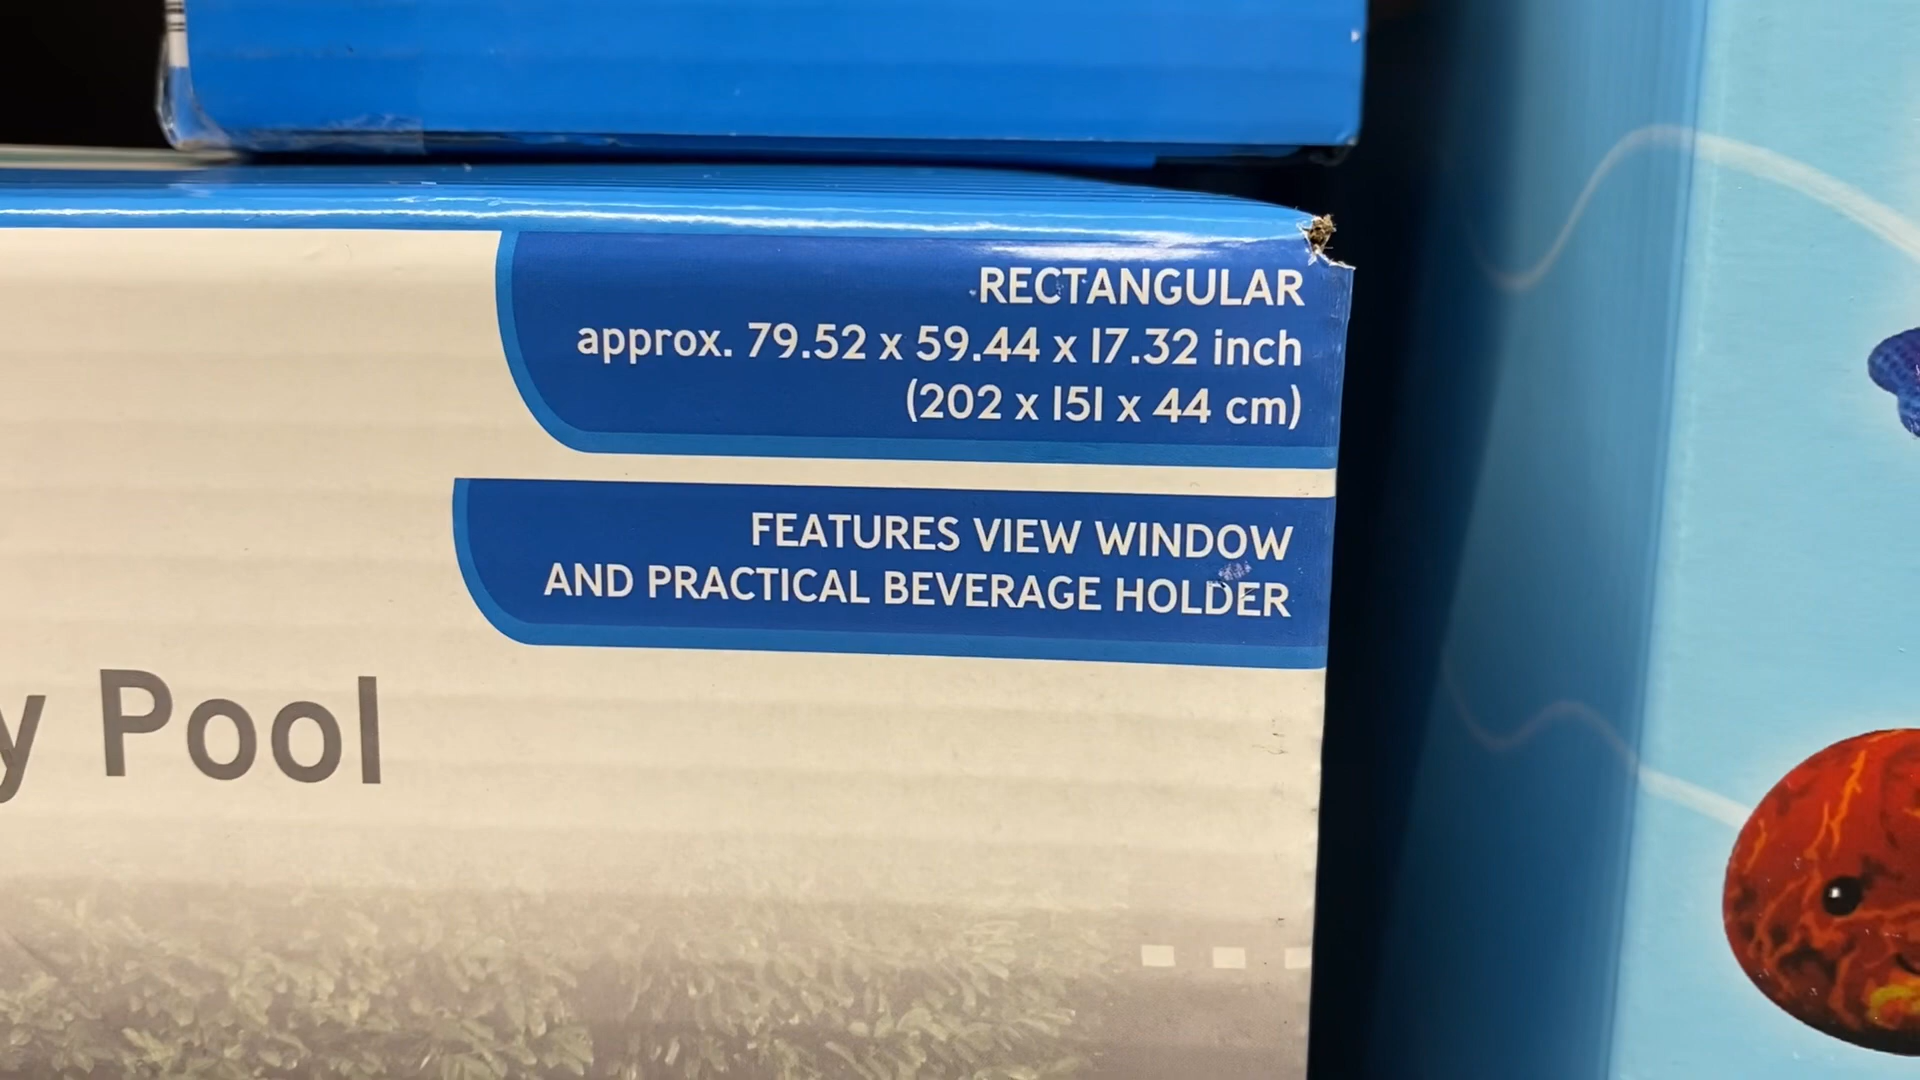 RECTANGULAR
approx. 79.52 x 59.44 x 17.32 inch
(202 x 151 x 44 cm)
FEATURES VIEW WINDOW
AND PRACTICAL BEVERAGE HOLDER
y Pool